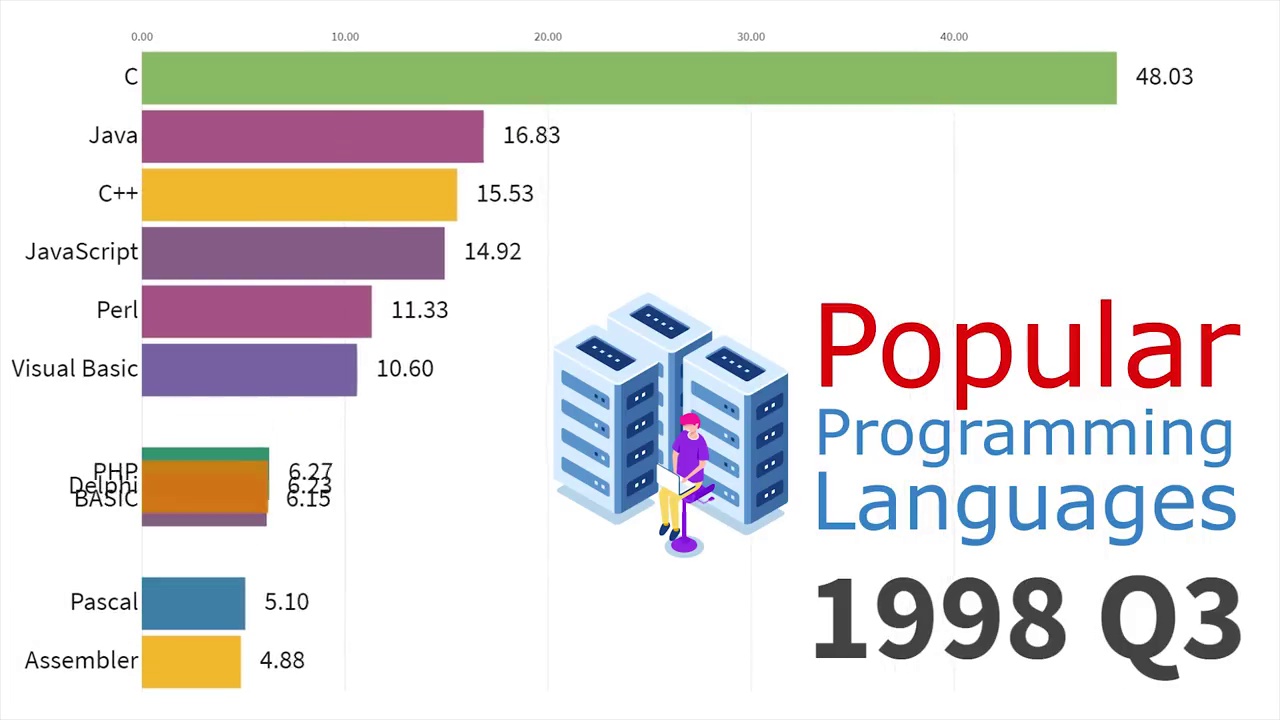 0.00 10.00 20.00 30.00 40.00
C 48.03
Java 16.83
C++ 15.53
JavaScript 14.92
Perl 11.33
Visual Basic 10.60
PHP 6.27
Delphi 6.23
BASIC 6.15
Pascal 5.10
Assembler 4.88
Popular
Programming
Languages
1998 Q3